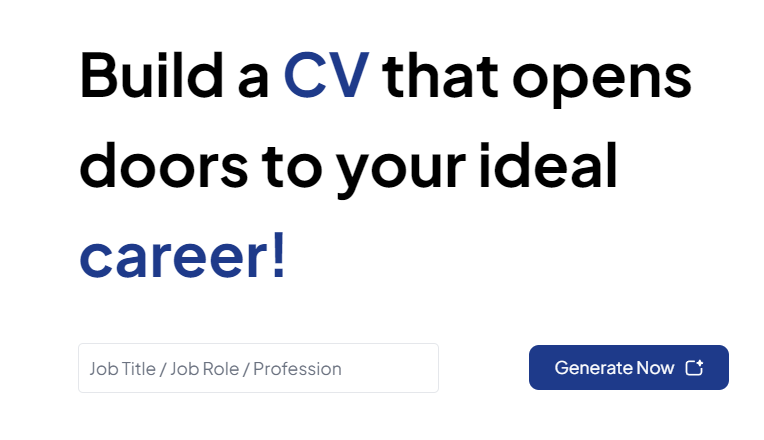 Build a CV that opens
doors to your ideal
career!
Job Title / Job Role / Profession
Generate Now